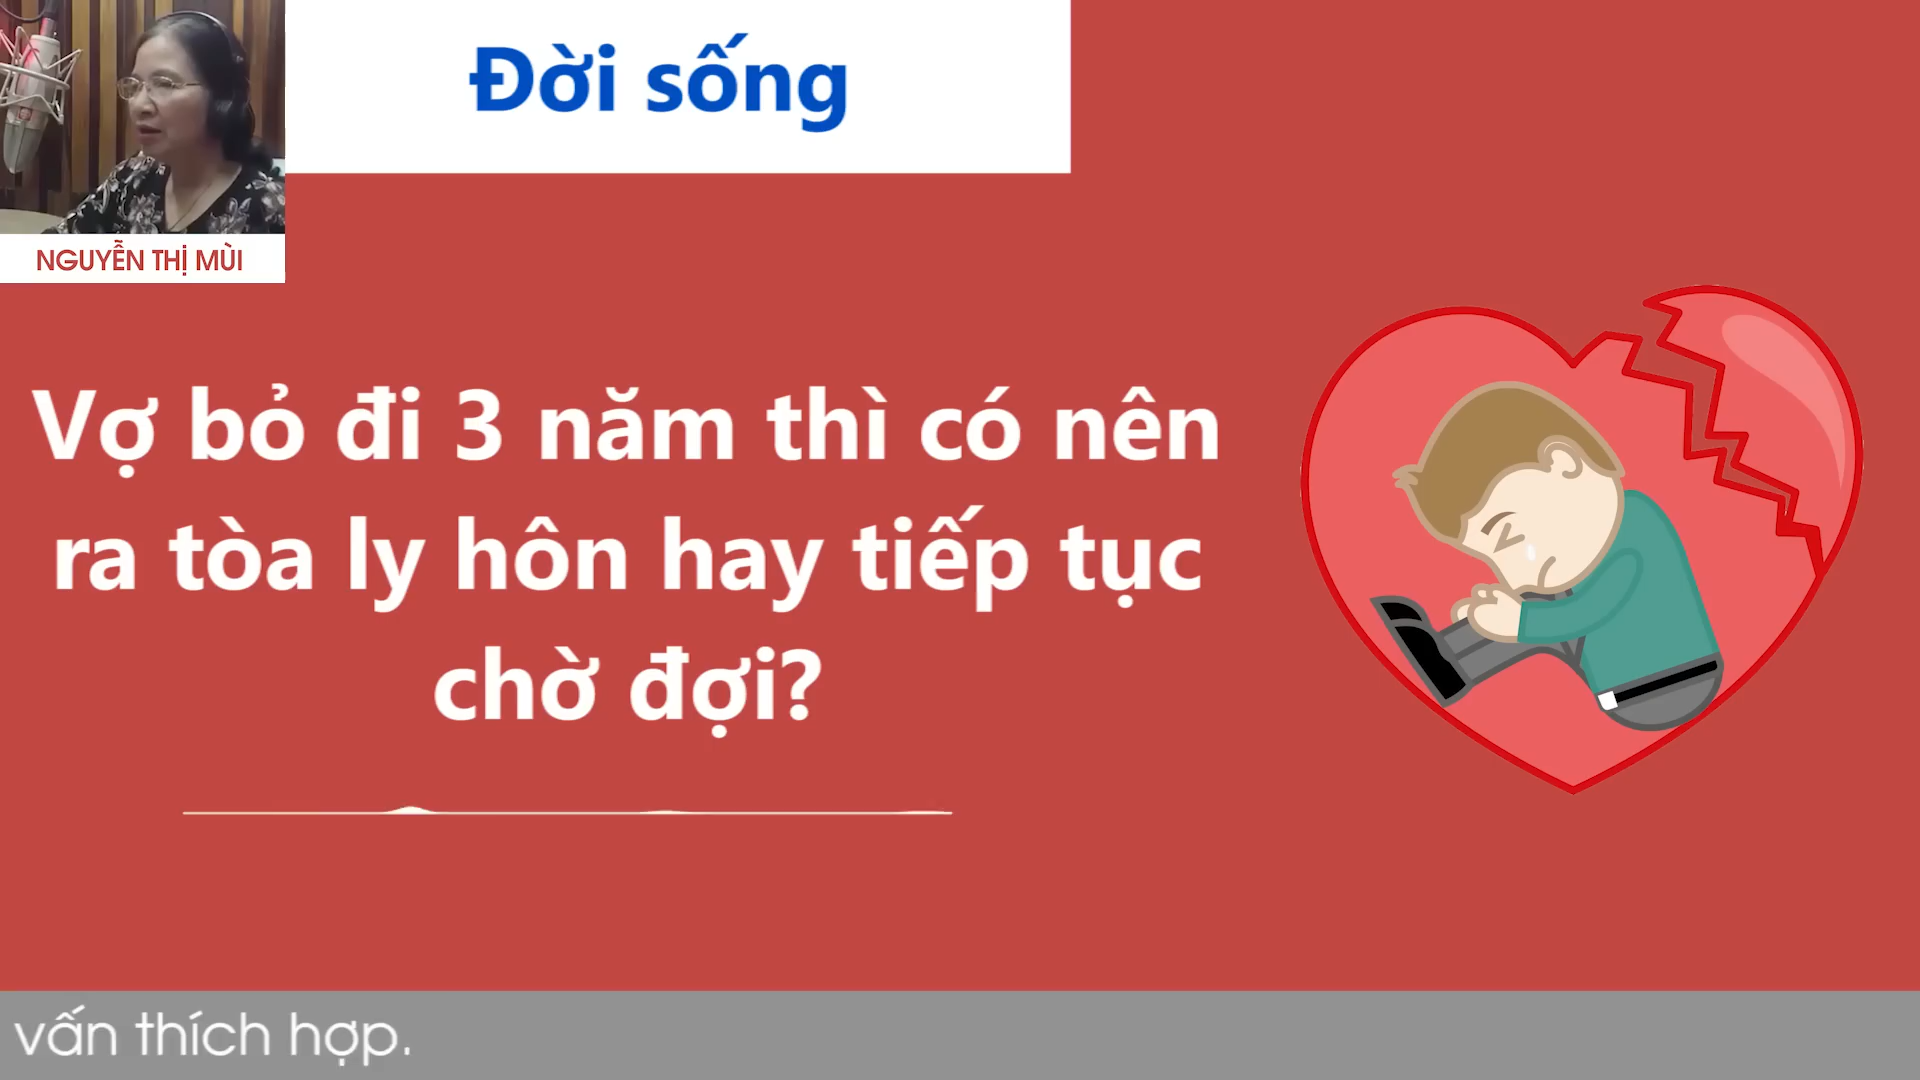 Đời sống
NGUYỄN THỊ MÙI
Vợ bỏ đi 3 năm thì có nên
ra tòa ly hôn hay tiếp tục
chờ đợi?
vấn thích hợp.